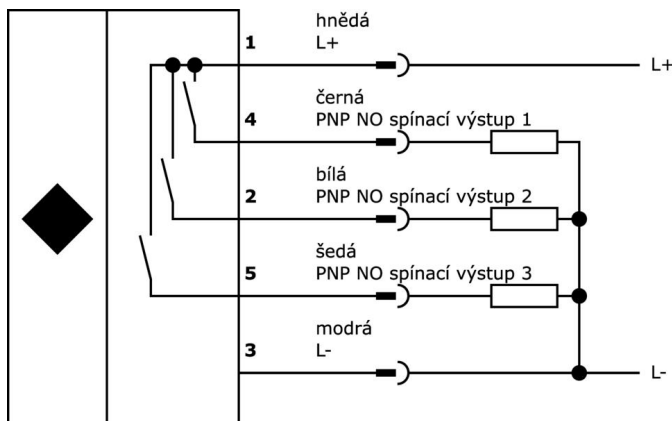 hnědá
1 L+ L+
černá
4 PNP NO spínací výstup 1
bílá
2 PNP NO spínací výstup 2
šedá
5 PNP NO spínací výstup 3
modrá
3 L- L-